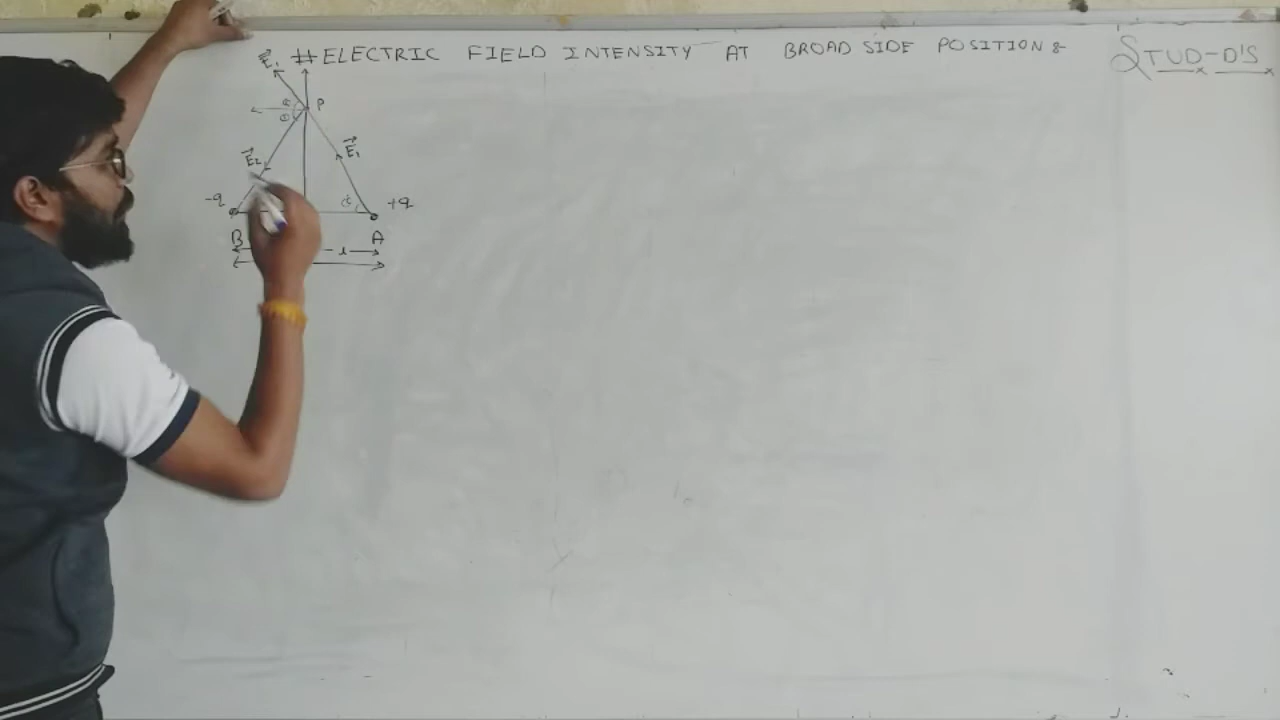 #ELECTRIC FIELD INTENSITY AT BROAD SIDE POSITION :-
STUD-D'S
E₁
P
E₂
E₁
-q
+q
B
A
l